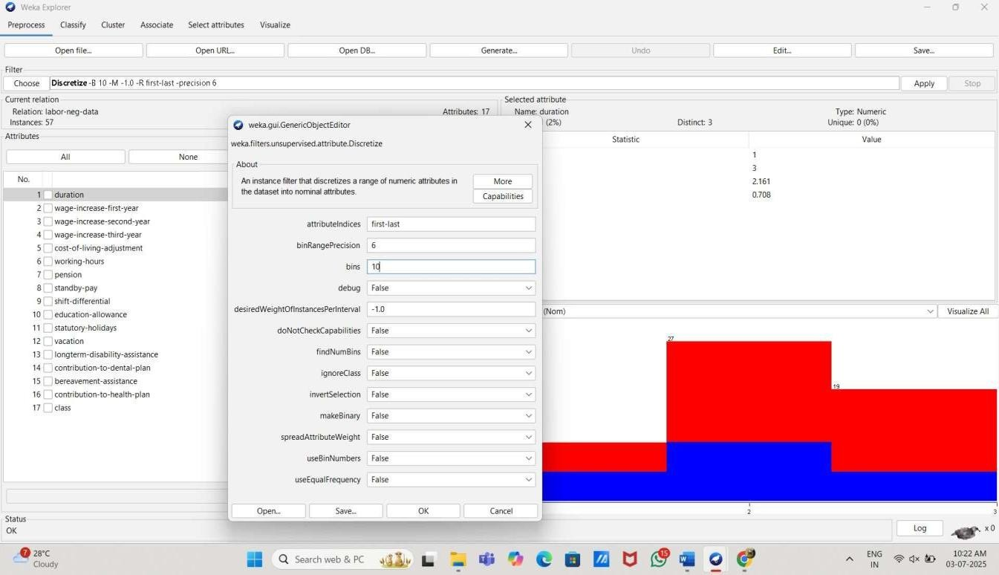 Weka Explorer
Preprocess Classify Cluster Associate Select attributes Visualize
Open file... Open URL... Open DB... Generate... Undo Edit... Save...
Filter
Choose Discretize -B 10 -M -1.0 -R first-last -precision 6 Apply Stop
Current relation
Relation: labor-neg-data Attributes: 17
Instances: 57
Selected attribute
Name: duration Type: Numeric
(2%) Distinct: 3 Unique: 0 (0%)
Attributes
All None
No.
1 duration
2 wage-increase-first-year
3 wage-increase-second-year
4 wage-increase-third-year
5 cost-of-living-adjustment
6 working-hours
7 pension
8 standby-pay
9 shift-differential
10 education-allowance
11 statutory-holidays
12 vacation
13 longterm-disability-assistance
14 contribution-to-dental-plan
15 bereavement-assistance
16 contribution-to-health-plan
17 class
weka.gui.GenericObjectEditor
weka.filters.unsupervised.attribute.Discretize
About
An instance filter that discretizes a range of numeric attributes in
the dataset into nominal attributes.
More
Capabilities
attributeIndices first-last
binRangePrecision 6
bins 10
debug False
desiredWeightOfInstancesPerInterval -1.0
doNotCheckCapabilities False
findNumBins False
ignoreClass False
invertSelection False
makeBinary False
spreadAttributeWeight False
useBinNumbers False
useEqualFrequency False
Open... Save... OK Cancel
Statistic Value
1
3
2.161
0.708
(Nom) Visualize All
27
19
2 3
Status
OK
Log x 0
7 28°C
Cloudy
Search web & PC
15
ENG
IN
10:22 AM
03-07-2025